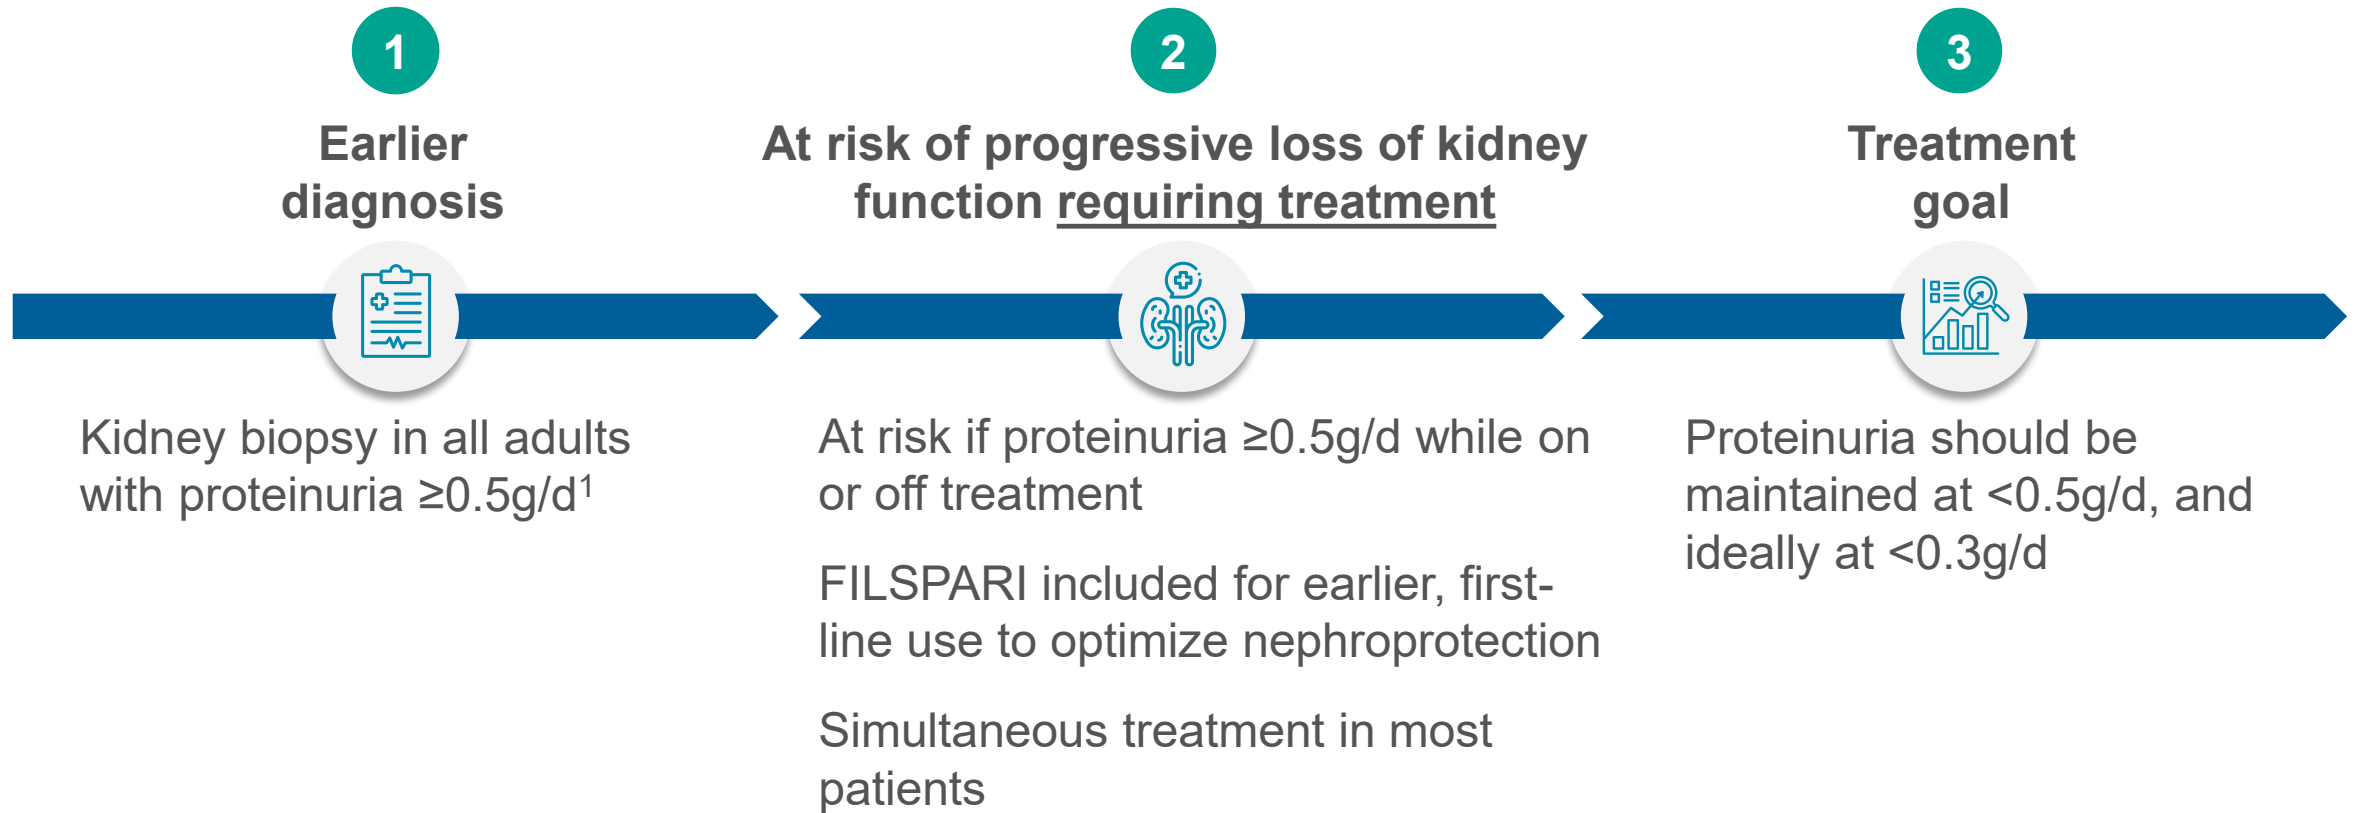 1
Earlier
diagnosis
Kidney biopsy in all adults
with proteinuria ≥0.5g/d¹
2
At risk of progressive loss of kidney
function requiring treatment
At risk if proteinuria ≥0.5g/d while on
or off treatment
FILSPARI included for earlier, first-
line use to optimize nephroprotection
Simultaneous treatment in most
patients
3
Treatment
goal
Proteinuria should be
maintained at <0.5g/d, and
ideally at <0.3g/d